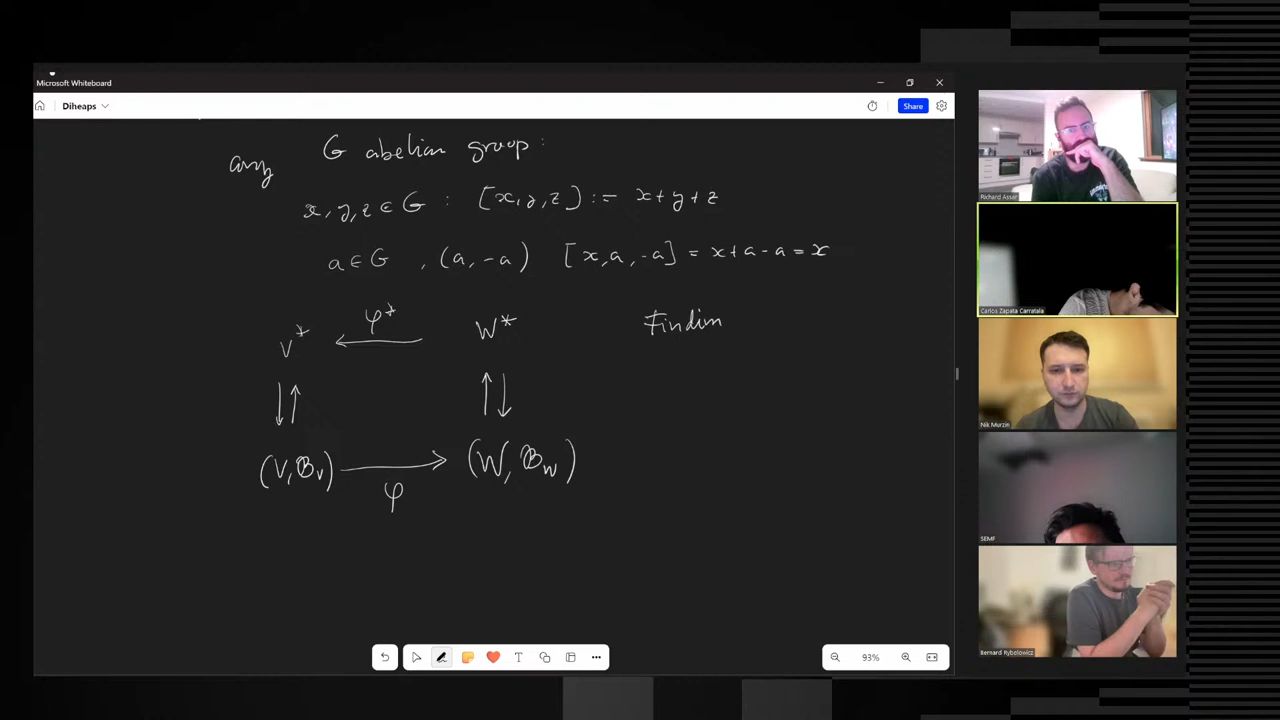 Microsoft Whiteboard
Diheaps
Share
any G abelian group:
x, y, z ∈ G : [x, y, z] := x + y + z
a ∈ G , (a, -a) [x, a, -a] = x + a - a = x
V* φ* W* Findim
(V, B_V) φ (W, B_W)
T
93%
Richard Assar
Carlos Zapata Carratala
Nik Murzin
SEMF
Bernard Rybolowicz